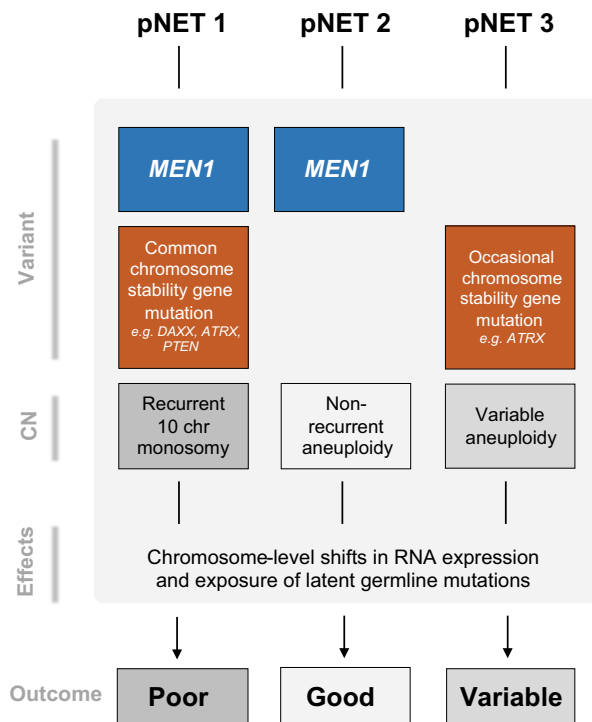 pNET 1 pNET 2 pNET 3
Variant
MEN1 MEN1
Common
chromosome
stability gene
mutation
e.g. DAXX, ATRX,
PTEN
Occasional
chromosome
stability gene
mutation
e.g. ATRX
CN
Recurrent
10 chr
monosomy
Non-
recurrent
aneuploidy
Variable
aneuploidy
Effects
Chromosome-level shifts in RNA expression
and exposure of latent germline mutations
Outcome Poor Good Variable